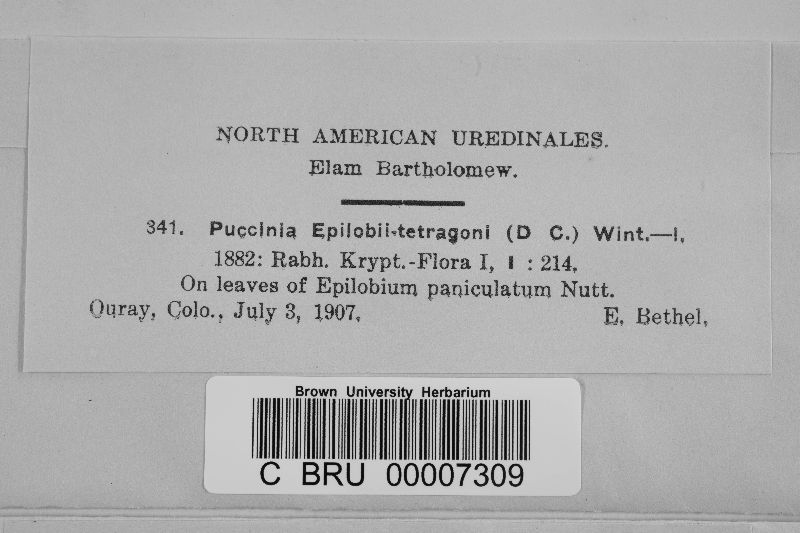 NORTH AMERICAN UREDINALES.
Elam Bartholomew.
341. Puccinia Epilobii-tetragoni (D C.) Wint.—I.
1882: Rabh. Krypt.-Flora I, I : 214.
On leaves of Epilobium paniculatum Nutt.
Ouray, Colo., July 3, 1907. E. Bethel.
Brown University Herbarium
C BRU 00007309